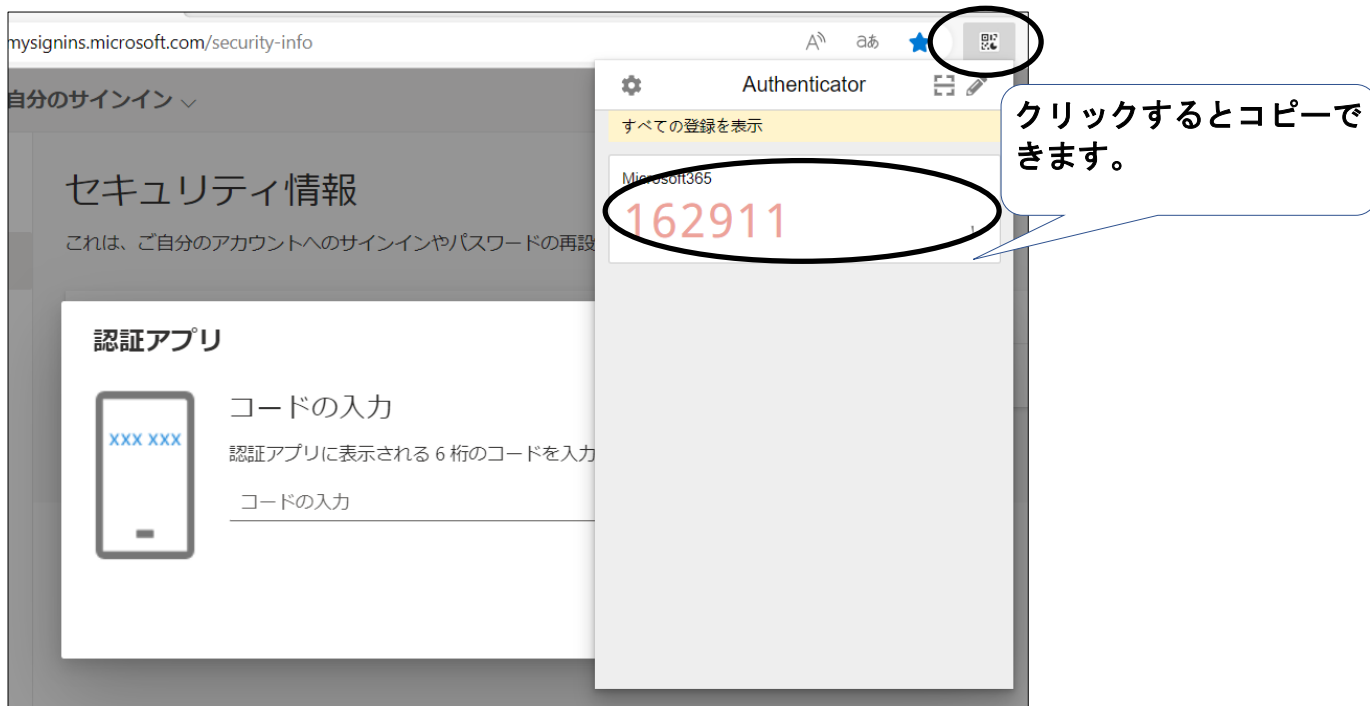 mysignins.microsoft.com/security-info
aあ
自分のサインイン
Authenticator
すべての登録を表示
Microsoft365
162911
クリックするとコピーで
きます。
セキュリティ情報
これは、ご自分のアカウントへのサインインやパスワードの再設
認証アプリ
XXX XXX
コードの入力
認証アプリに表示される 6 桁のコードを入力
コードの入力